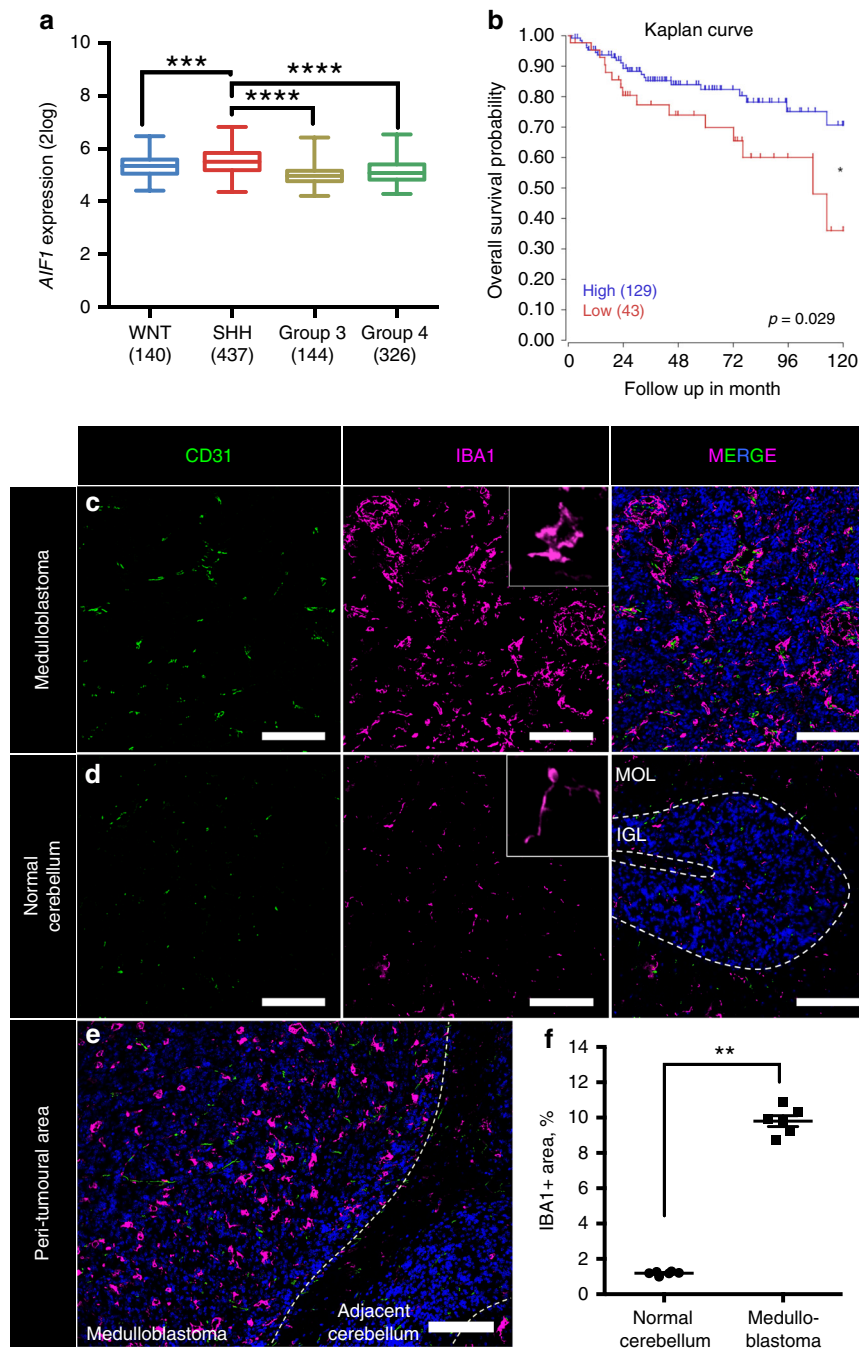 a
AIF1 expression (2log)
10
8
6
4
2
0
***
****
****
WNT
(140)
SHH
(437)
Group 3
(144)
Group 4
(326)
b
Kaplan curve
Overall survival probability
1.00
0.90
0.80
0.70
0.60
0.50
0.40
0.30
0.20
0.10
0.00
*
High (129)
Low (43)
p = 0.029
0 24 48 72 96 120
Follow up in month
CD31
IBA1
MERGE
Medulloblastoma
c
Normal
cerebellum
d
MOL
IGL
Peri-tumoural area
e
Medulloblastoma
Adjacent
cerebellum
f
IBA1+ area, %
14
12
10
8
6
4
2
0
**
Normal
cerebellum
Medullo-
blastoma